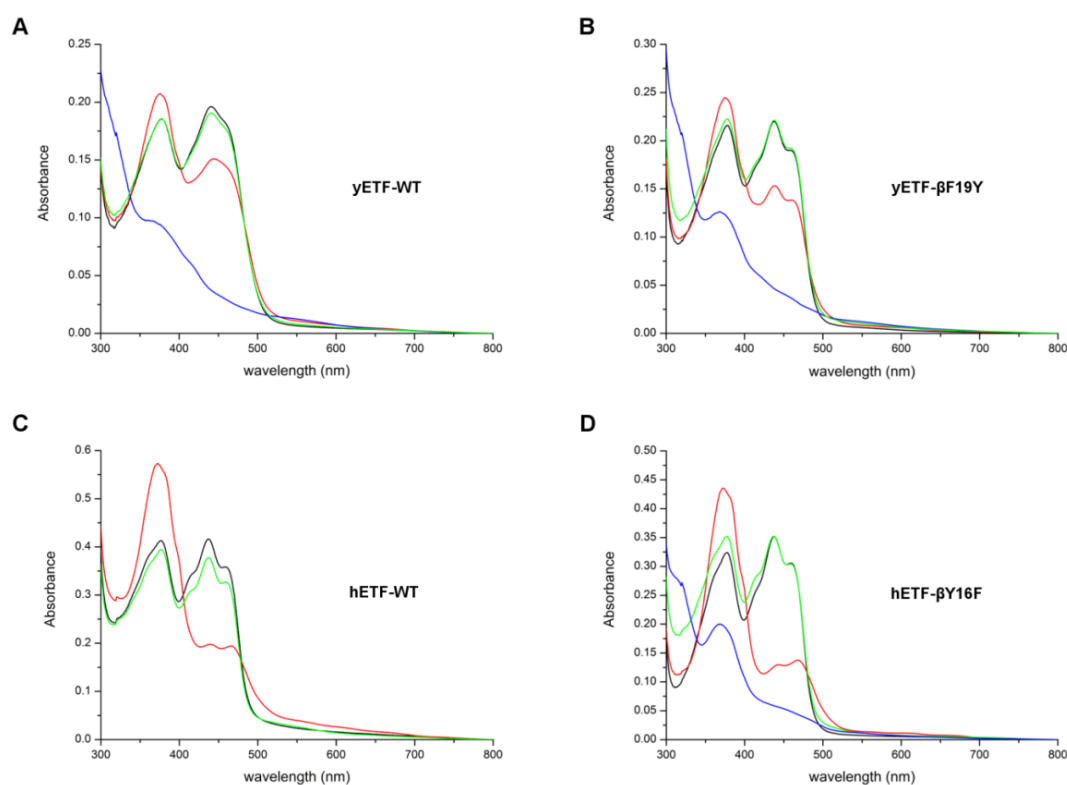 A
0.25
0.20
0.15
0.10
0.05
0.00
Absorbance
300 400 500 600 700 800
wavelength (nm)
yETF-WT
B
0.30
0.25
0.20
0.15
0.10
0.05
0.00
Absorbance
300 400 500 600 700 800
wavelength (nm)
yETF-βF19Y
C
0.6
0.5
0.4
0.3
0.2
0.1
0.0
Absorbance
300 400 500 600 700 800
wavelength (nm)
hETF-WT
D
0.50
0.45
0.40
0.35
0.30
0.25
0.20
0.15
0.10
0.05
0.00
Absorbance
300 400 500 600 700 800
wavelength (nm)
hETF-βY16F